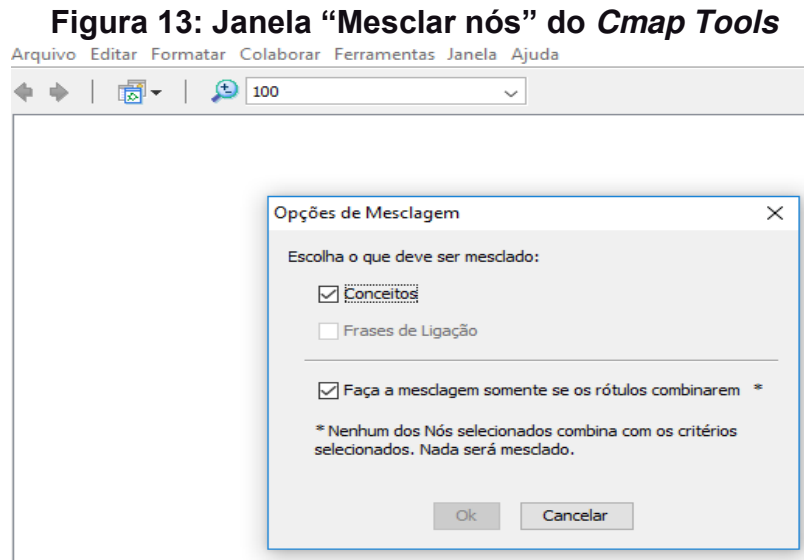 Figura 13: Janela “Mesclar nós” do Cmap Tools
Arquivo Editar Formatar Colaborar Ferramentas Janela Ajuda
100
Opções de Mesclagem
Escolha o que deve ser mesclado:
Conceitos
Frases de Ligação
Faça a mesclagem somente se os rótulos combinarem *
* Nenhum dos Nós selecionados combina com os critérios
selecionados. Nada será mesclado.
Ok Cancelar